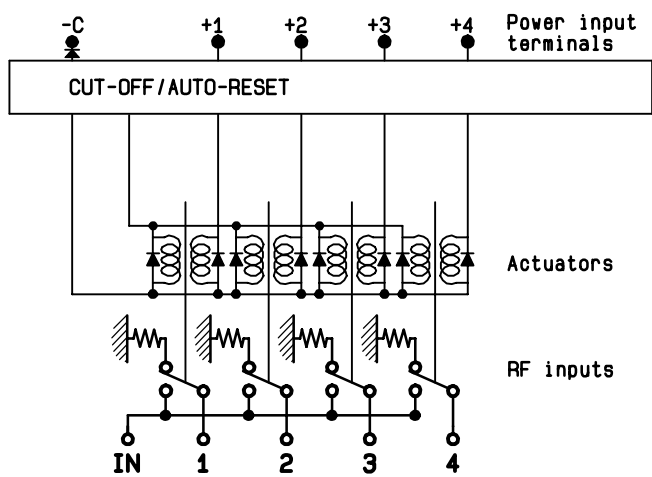 -C +1 +2 +3 +4 Power input
terminals
CUT-OFF/AUTO-RESET
Actuators
RF inputs
IN 1 2 3 4